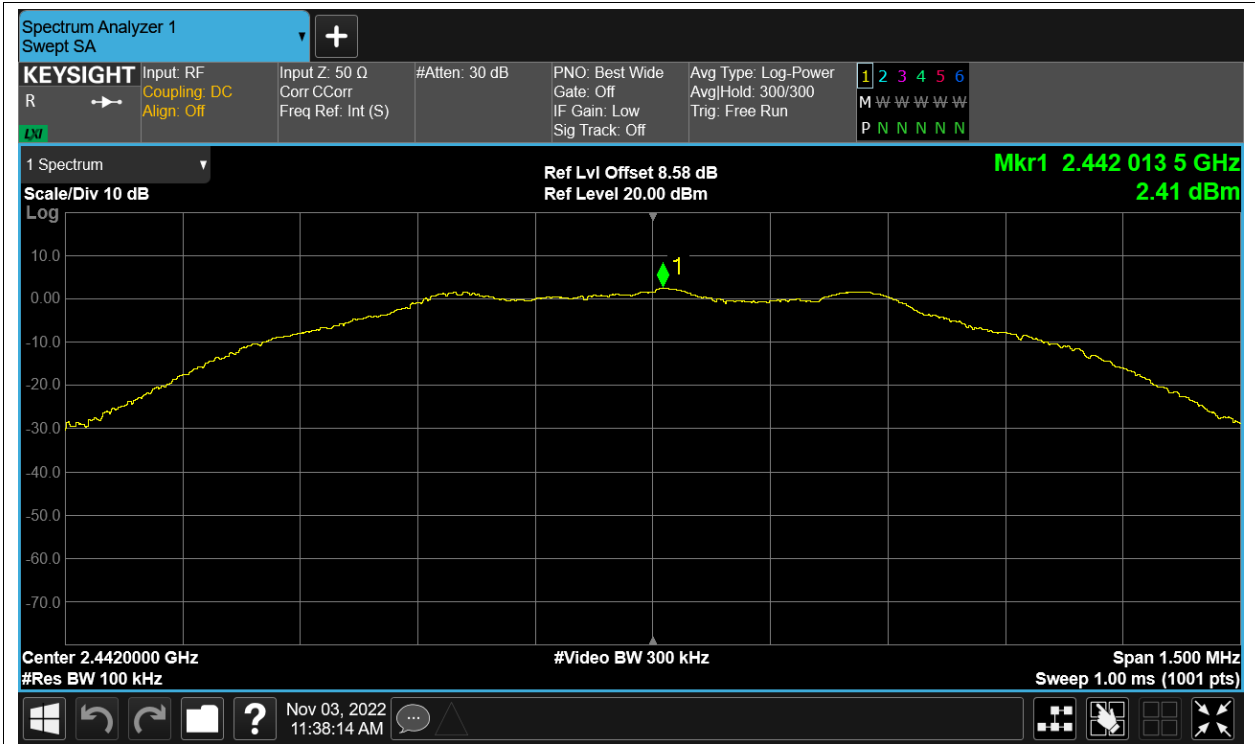 Spectrum Analyzer 1
Swept SA
KEYSIGHT
R
LXI
Input: RF
Coupling: DC
Align: Off
Input Z: 50 Ω
Corr CCorr
Freq Ref: Int (S)
#Atten: 30 dB
PNO: Best Wide
Gate: Off
IF Gain: Low
Sig Track: Off
Avg Type: Log-Power
Avg|Hold: 300/300
Trig: Free Run
1 2 3 4 5 6
M W W W W W W
P N N N N N
1 Spectrum
Scale/Div 10 dB
Log
Ref Lvl Offset 8.58 dB
Ref Level 20.00 dBm
Mkr1 2.442 013 5 GHz
2.41 dBm
1
10.0
0.00
-10.0
-20.0
-30.0
-40.0
-50.0
-60.0
-70.0
Center 2.4420000 GHz
#Res BW 100 kHz
#Video BW 300 kHz
Span 1.500 MHz
Sweep 1.00 ms (1001 pts)
?
Nov 03, 2022
11:38:14 AM